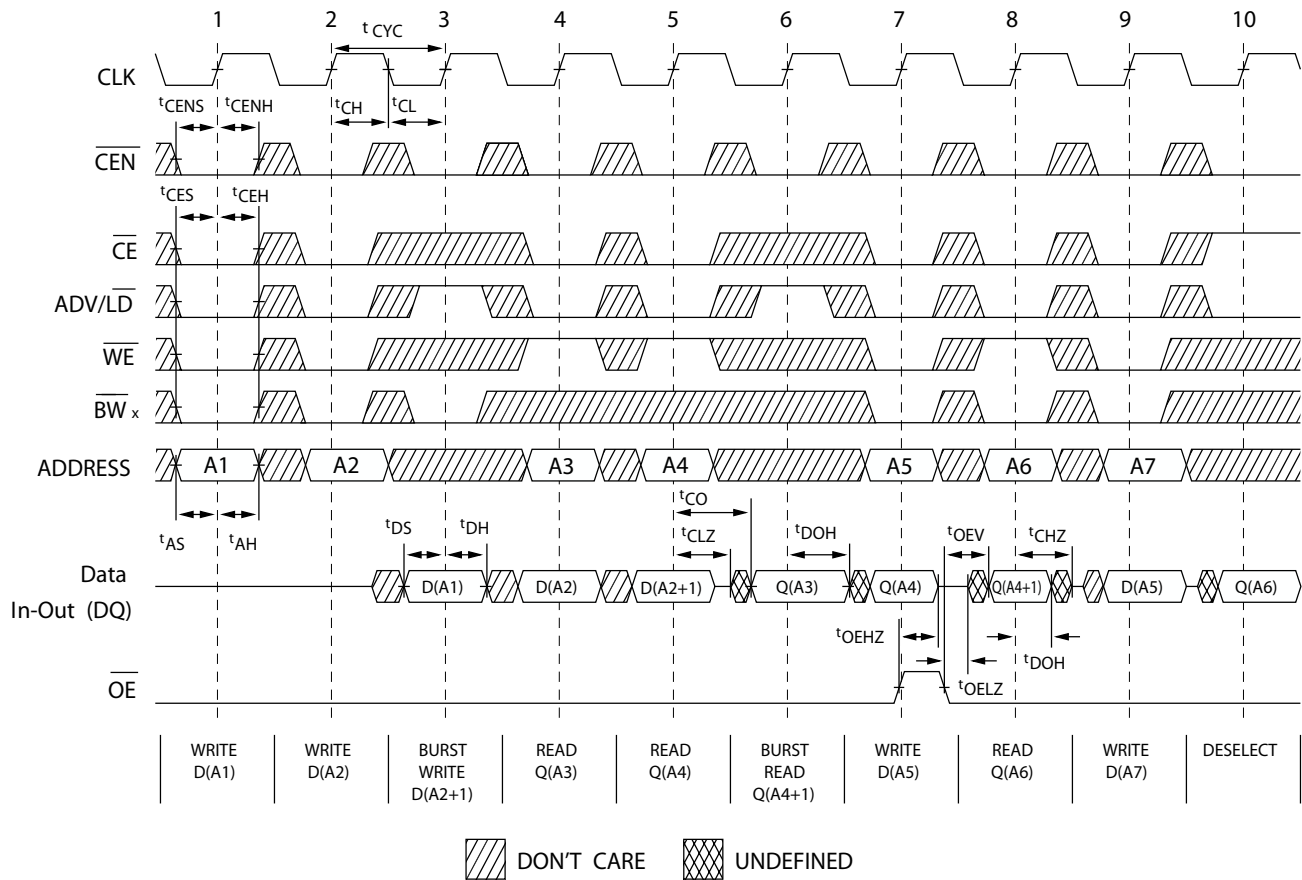 1 2 3 4 5 6 7 8 9 10
t CYC
CLK
tCENS tCENH tCH tCL
CEN
tCES tCEH
CE
ADV/LD
WE
BW x
ADDRESS A1 A2 A3 A4 A5 A6 A7
tCO
tAS tAH tDS tDH tCLZ tDOH tOEV tCHZ
Data
In-Out (DQ) D(A1) D(A2) D(A2+1) Q(A3) Q(A4) Q(A4+1) D(A5) Q(A6)
tOEHZ tDOH
tOELZ
OE
WRITE WRITE BURST READ READ BURST WRITE READ WRITE DESELECT
D(A1) D(A2) WRITE Q(A3) Q(A4) READ D(A5) Q(A6) D(A7)
D(A2+1) Q(A4+1)
DON'T CARE UNDEFINED